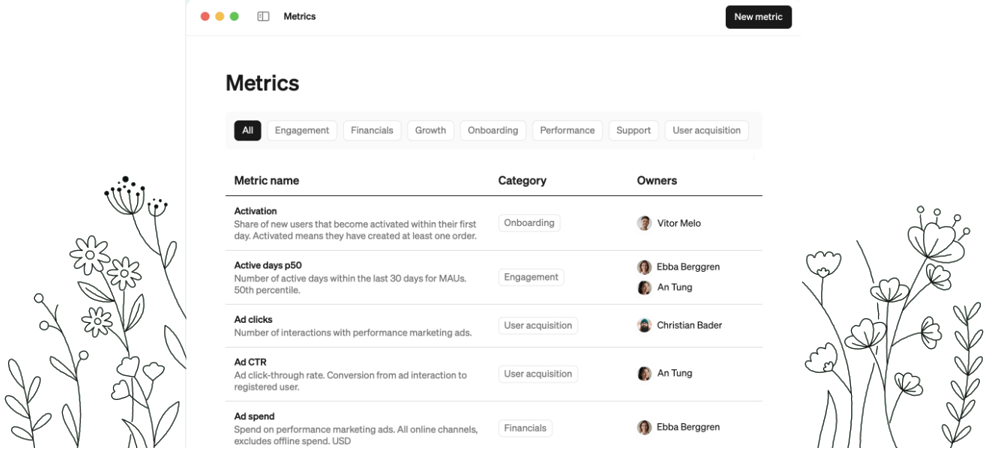 Metrics
New metric
Metrics
All
Engagement
Financials
Growth
Onboarding
Performance
Support
User acquisition
Metric name
Category
Owners
Activation
Share of new users that become activated within their first
day. Activated means they have created at least one order.
Onboarding
Vitor Melo
Active days p50
Number of active days within the last 30 days for MAUs.
50th percentile.
Engagement
Ebba Berggren
An Tung
Ad clicks
Number of interactions with performance marketing ads.
User acquisition
Christian Bader
Ad CTR
Ad click-through rate. Conversion from ad interaction to
registered user.
User acquisition
An Tung
Ad spend
Spend on performance marketing ads. All online channels,
excludes offline spend. USD
Financials
Ebba Berggren